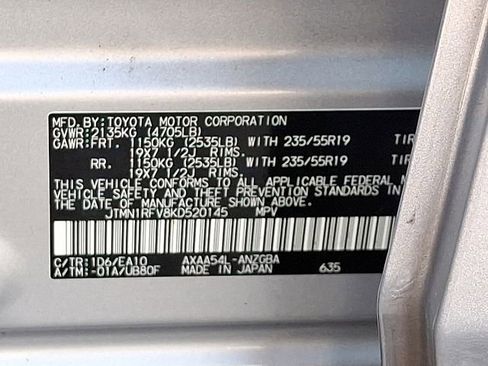 MFD.BY: TOYOTA MOTOR CORPORATION
GVWR: 2135KG (4705LB)
GAWR: FRT. 1150KG (2535LB) WITH 235/55R19 TIR
19X7 1/2J RIMS.
RR. 1150KG (2535LB) WITH 235/55R19 TIR
19X7 1/2J RIMS.
THIS VEHICLE CONFORMS TO ALL APPLICABLE FEDERAL
VEHICLE SAFETY AND THEFT PREVENTION STANDARDS IN
THE DATE OF MANUFACTURE SHOWN ABOVE.
JTMN1RFV8KD520145 MPV
C/TR: 1D6/EA10 AXAA54L-ANZGBA
A/TM: -01A/UB80F MADE IN JAPAN 635